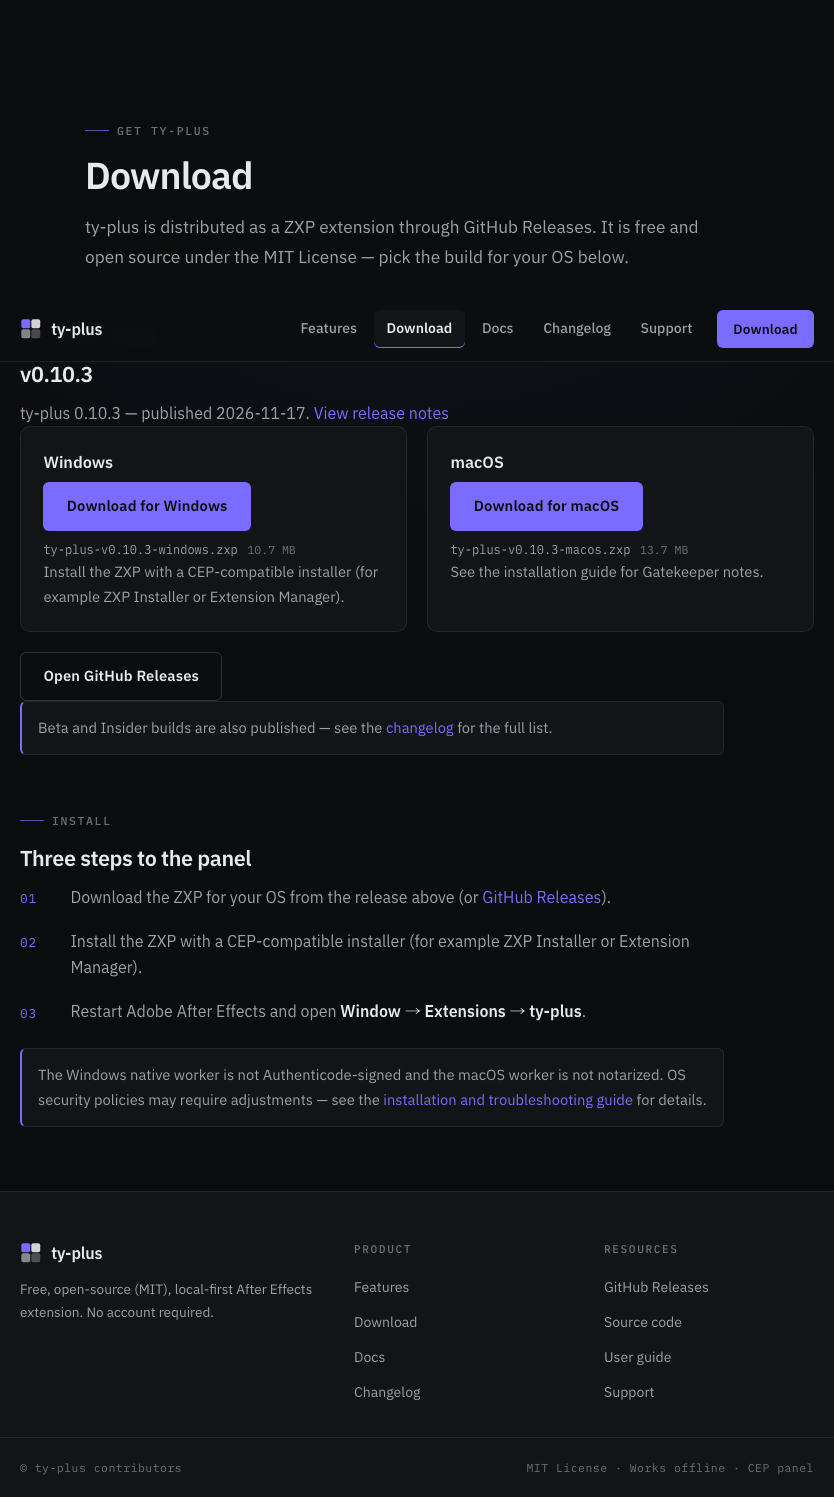 GET TY-PLUS
Download
ty-plus is distributed as a ZXP extension through GitHub Releases. It is free and
open source under the MIT License — pick the build for your OS below.
ty-plus
Features
Download
Docs
Changelog
Support
Download
v0.10.3
ty-plus 0.10.3 — published 2026-11-17. View release notes
Windows
Download for Windows
ty-plus-v0.10.3-windows.zxp 10.7 MB
Install the ZXP with a CEP-compatible installer (for
example ZXP Installer or Extension Manager).
macOS
Download for macOS
ty-plus-v0.10.3-macos.zxp 13.7 MB
See the installation guide for Gatekeeper notes.
Open GitHub Releases
Beta and Insider builds are also published — see the changelog for the full list.
INSTALL
Three steps to the panel
01 Download the ZXP for your OS from the release above (or GitHub Releases).
02 Install the ZXP with a CEP-compatible installer (for example ZXP Installer or Extension
Manager).
03 Restart Adobe After Effects and open Window → Extensions → ty-plus.
The Windows native worker is not Authenticode-signed and the macOS worker is not notarized. OS
security policies may require adjustments — see the installation and troubleshooting guide for details.
ty-plus
Free, open-source (MIT), local-first After Effects
extension. No account required.
PRODUCT
Features
Download
Docs
Changelog
RESOURCES
GitHub Releases
Source code
User guide
Support
© ty-plus contributors
MIT License · Works offline · CEP panel